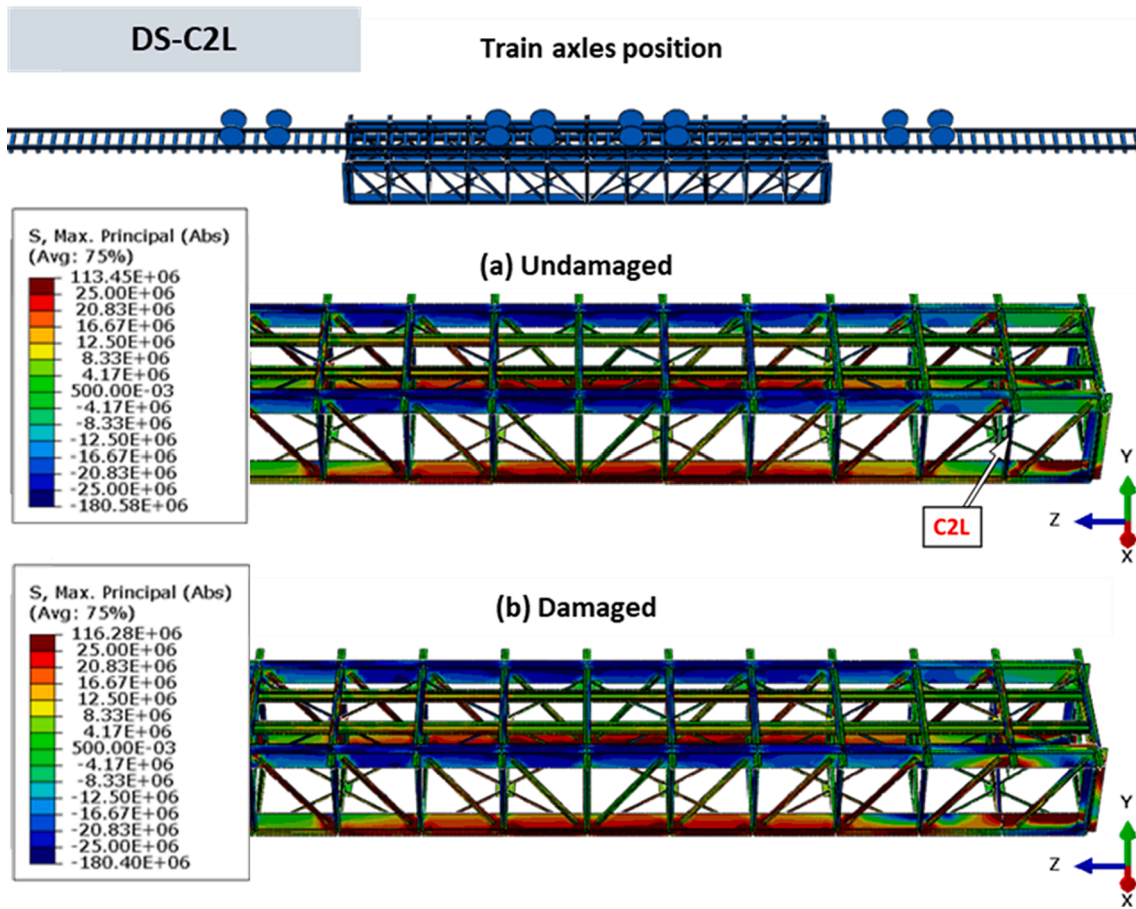 DS-C2L
Train axles position
S, Max. Principal (Abs)
(Avg: 75%)
113.45E+06
25.00E+06
20.83E+06
16.67E+06
12.50E+06
8.33E+06
4.17E+06
500.00E-03
-4.17E+06
-8.33E+06
-12.50E+06
-16.67E+06
-20.83E+06
-25.00E+06
-180.58E+06
(a) Undamaged
C2L
Y
Z
X
S, Max. Principal (Abs)
(Avg: 75%)
116.28E+06
25.00E+06
20.83E+06
16.67E+06
12.50E+06
8.33E+06
4.17E+06
500.00E-03
-4.17E+06
-8.33E+06
-12.50E+06
-16.67E+06
-20.83E+06
-25.00E+06
-180.40E+06
(b) Damaged
Y
Z
X